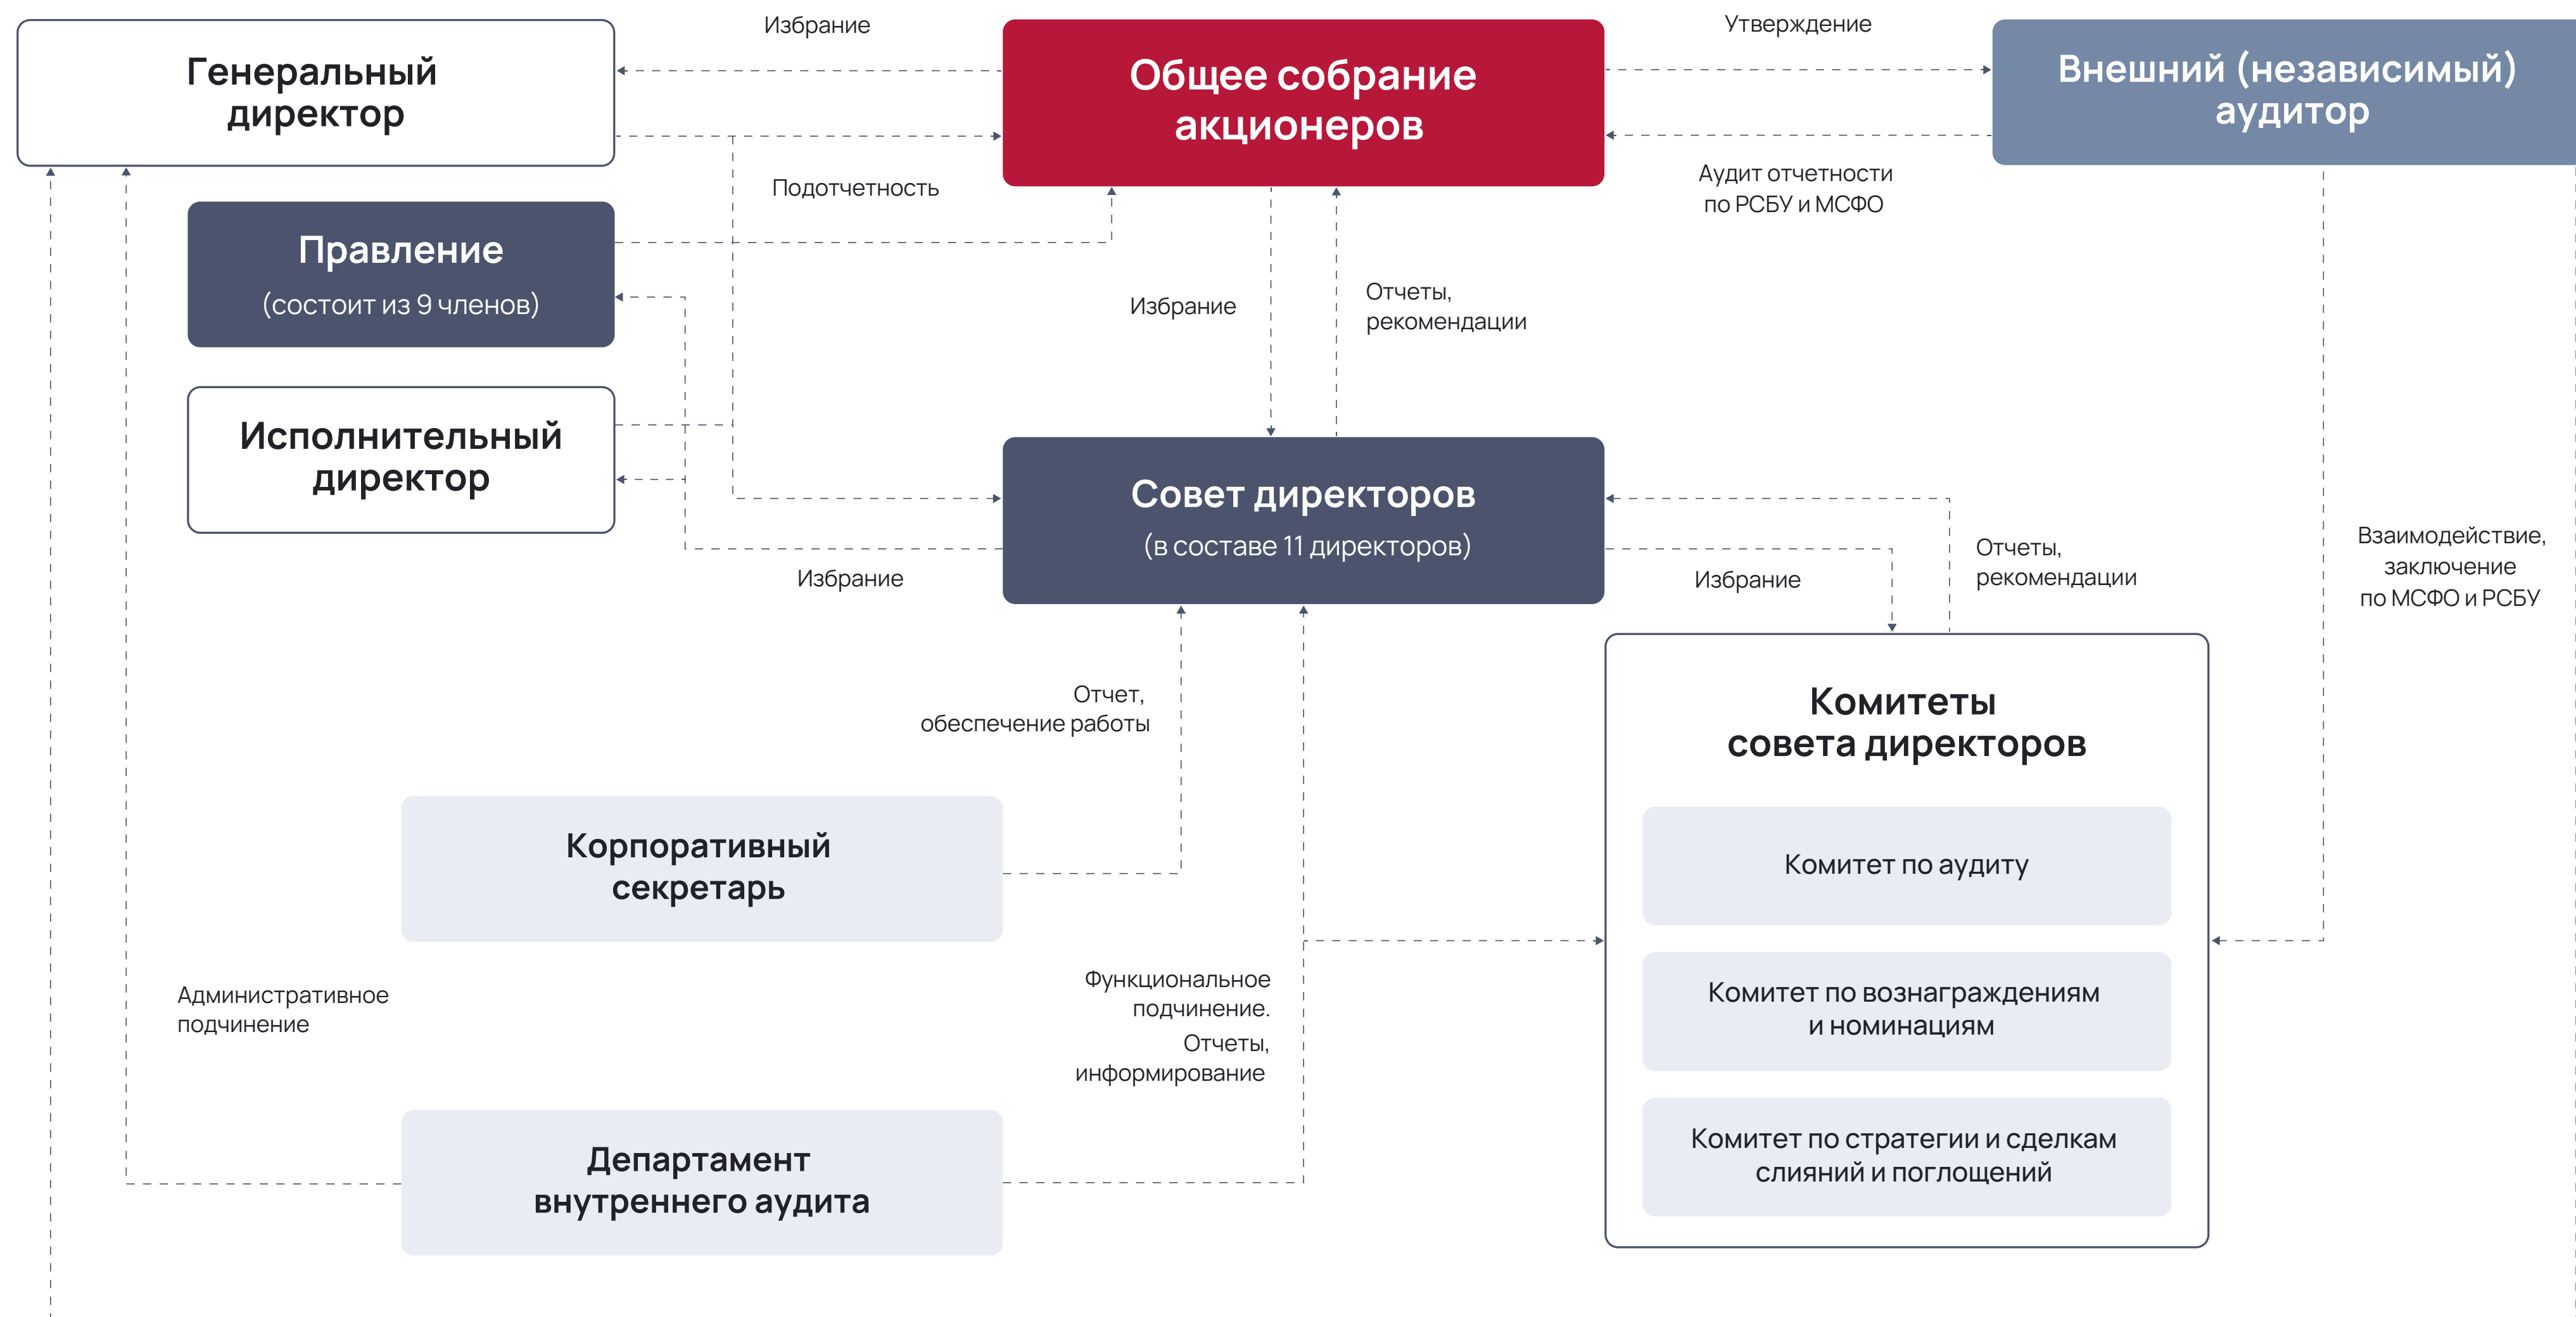 Генеральный
директор
Избрание
Общее собрание
акционеров
Утверждение
Внешний (независимый)
аудитор
Подотчетность
Аудит отчетности
по РСБУ и МСФО
Правление
(состоит из 9 членов)
Избрание
Отчеты,
рекомендации
Исполнительный
директор
Совет директоров
(в составе 11 директоров)
Избрание
Избрание
Отчеты,
рекомендации
Взаимодействие,
заключение
по МСФО и РСБУ
Отчет,
обеспечение работы
Комитеты
совета директоров
Корпоративный
секретарь
Комитет по аудиту
Административное
подчинение
Функциональное
подчинение.
Отчеты,
информирование
Комитет по вознаграждениям
и номинациям
Департамент
внутреннего аудита
Комитет по стратегии и сделкам
слияний и поглощений